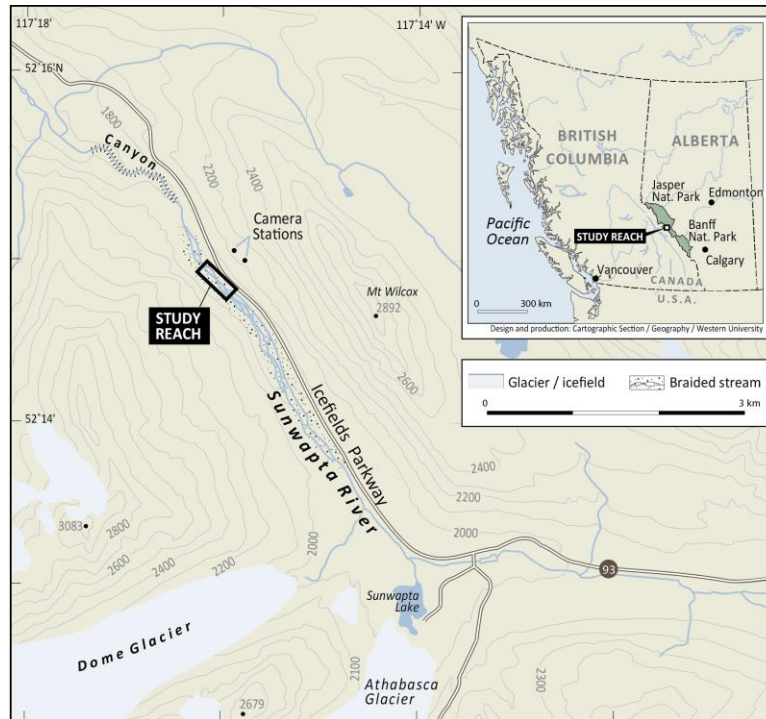 117°18'
117°14' W
52°16'N
1800
Canyon
2200
2400
Camera
Stations
STUDY
REACH
Mt Wilcox
2892
2600
52°14'
Sunwapta River
Icefields Parkway
2400
2200
2000
3083
2800
2600
2400
2200
2000
93
Sunwapta
Lake
Dome Glacier
2100
Athabasca
Glacier
2679
2200
2300
BRITISH
COLUMBIA
ALBERTA
Jasper
Nat. Park
Edmonton
Pacific
Ocean
STUDY REACH
Banff
Nat. Park
Calgary
Vancouver
CANADA
U.S.A.
0 300 km
Design and production: Cartographic Section / Geography / Western University
Glacier / icefield
Braided stream
0 3 km